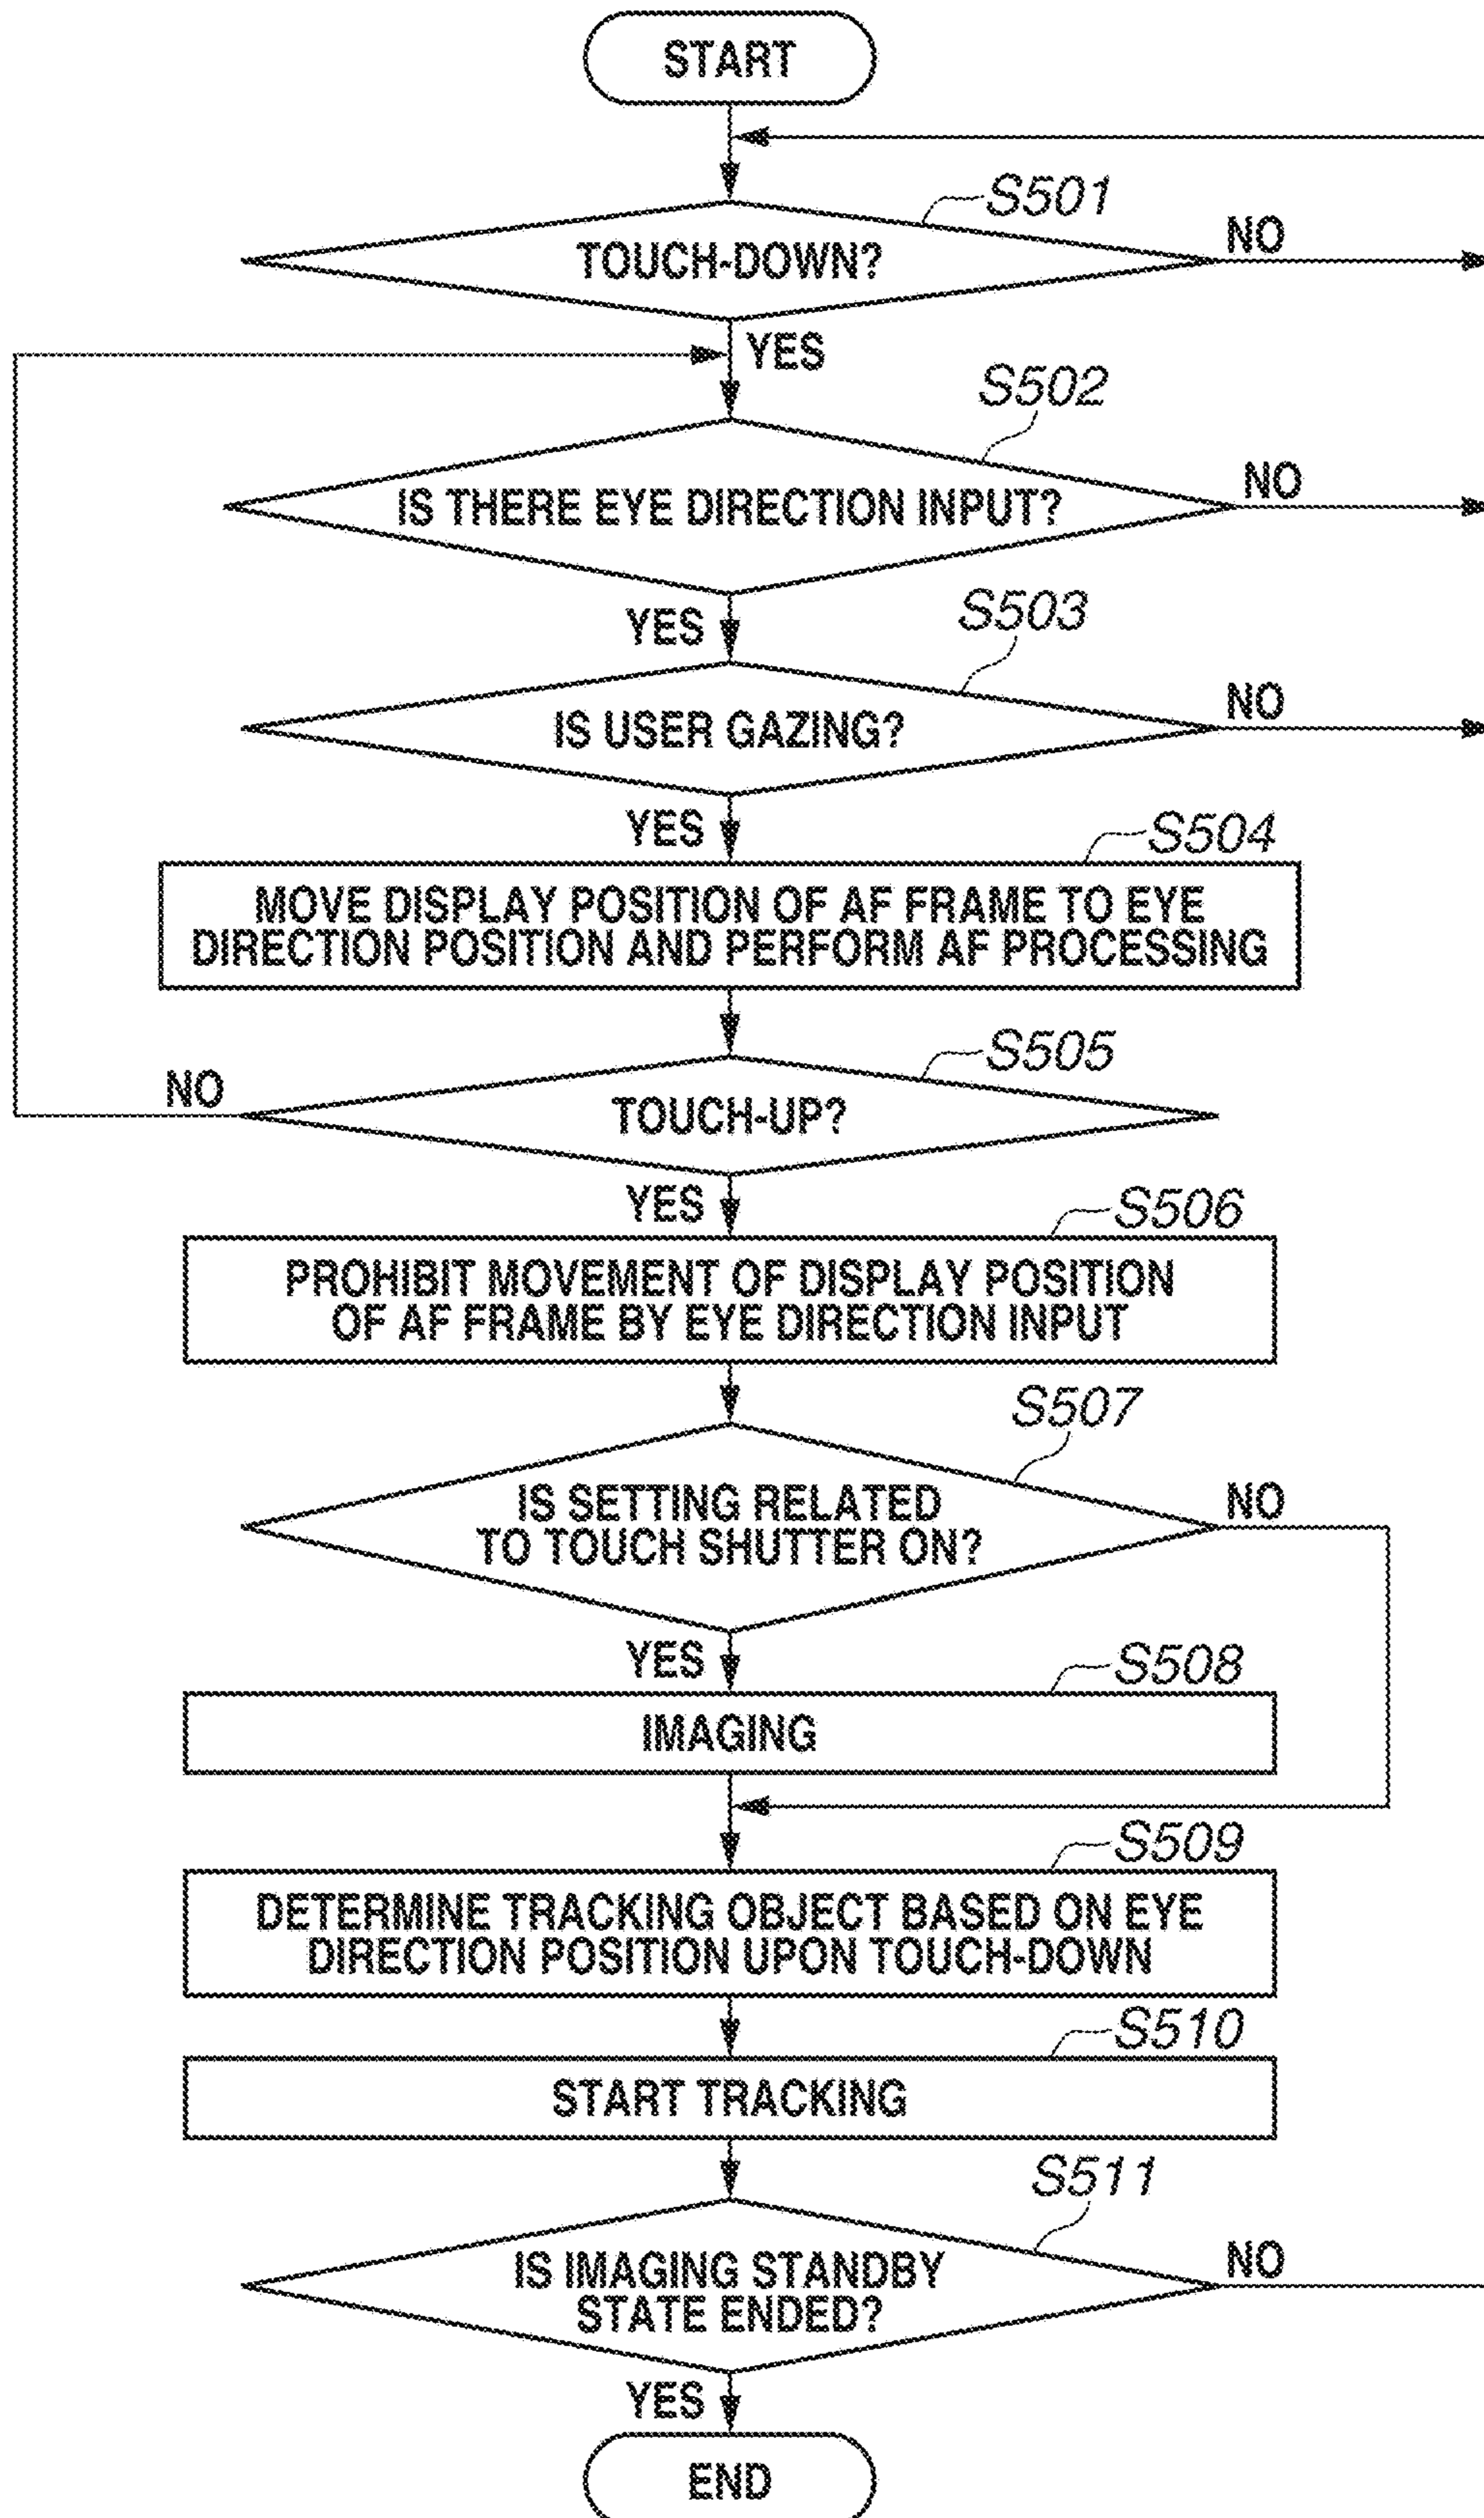 START
S501
TOUCH-DOWN?
NO
YES
S502
IS THERE EYE DIRECTION INPUT?
NO
YES
S503
IS USER GAZING?
NO
YES
S504
MOVE DISPLAY POSITION OF AF FRAME TO EYE
DIRECTION POSITION AND PERFORM AF PROCESSING
S505
NO
TOUCH-UP?
YES
S506
PROHIBIT MOVEMENT OF DISPLAY POSITION
OF AF FRAME BY EYE DIRECTION INPUT
S507
IS SETTING RELATED
TO TOUCH SHUTTER ON?
NO
YES
S508
IMAGING
S509
DETERMINE TRACKING OBJECT BASED ON EYE
DIRECTION POSITION UPON TOUCH-DOWN
S510
START TRACKING
S511
IS IMAGING STANDBY
STATE ENDED?
NO
YES
END